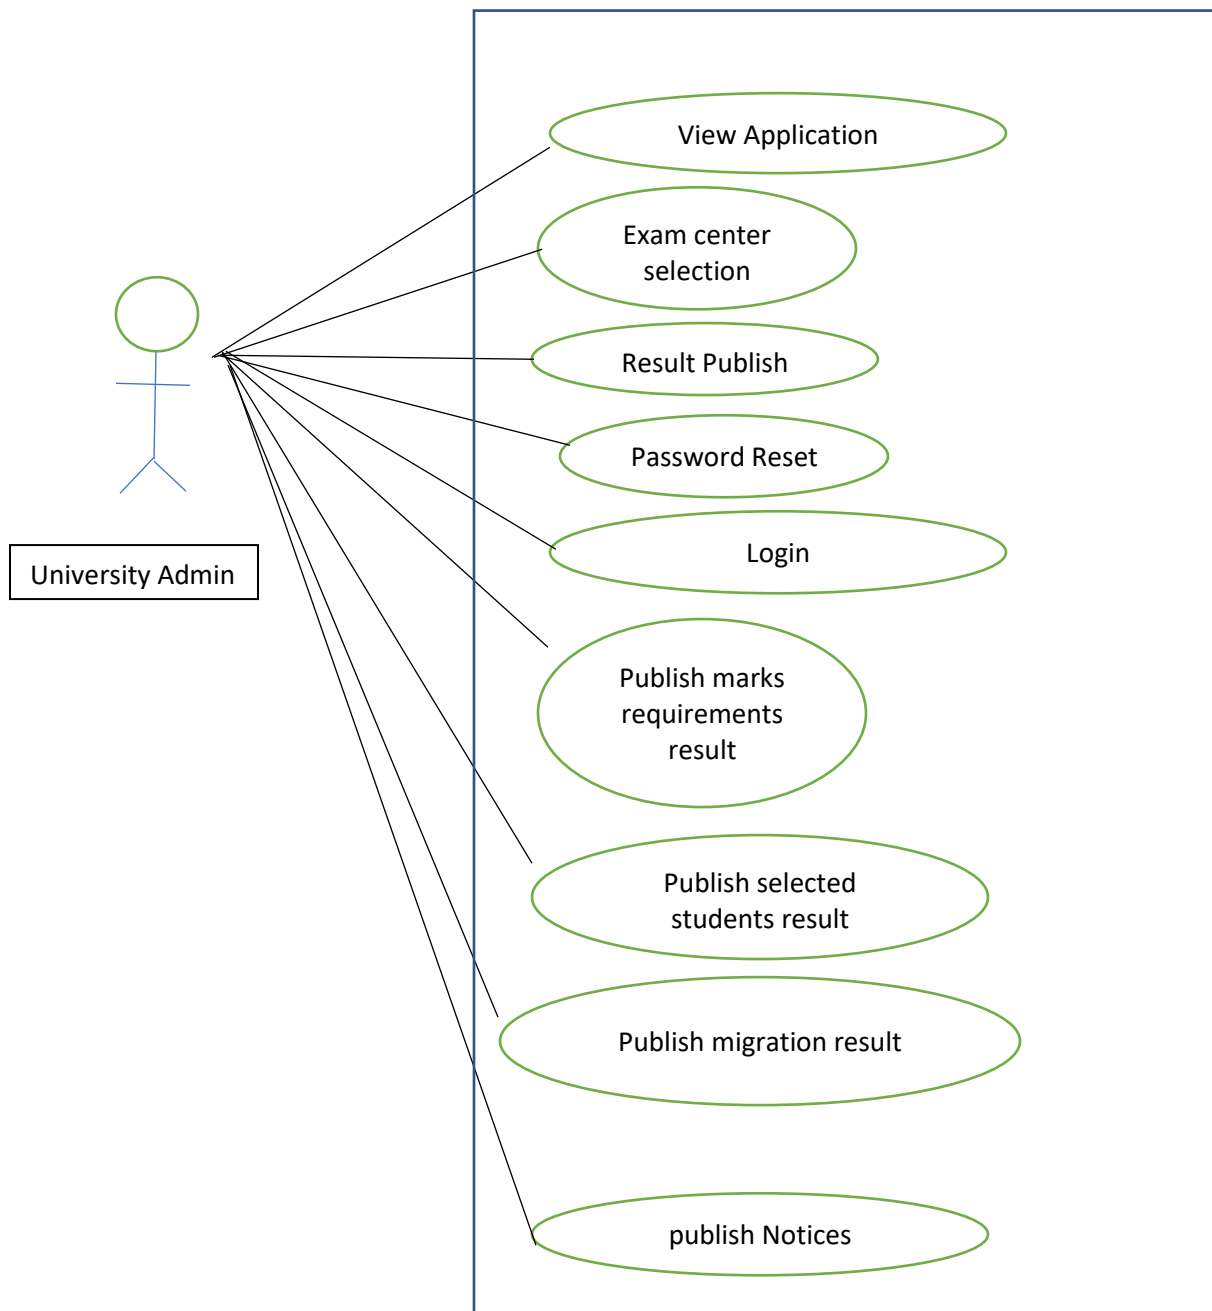 View Application
Exam center
selection
Result Publish
Password Reset
Login
University Admin
Publish marks
requirements
result
Publish selected
students result
Publish migration result
publish Notices